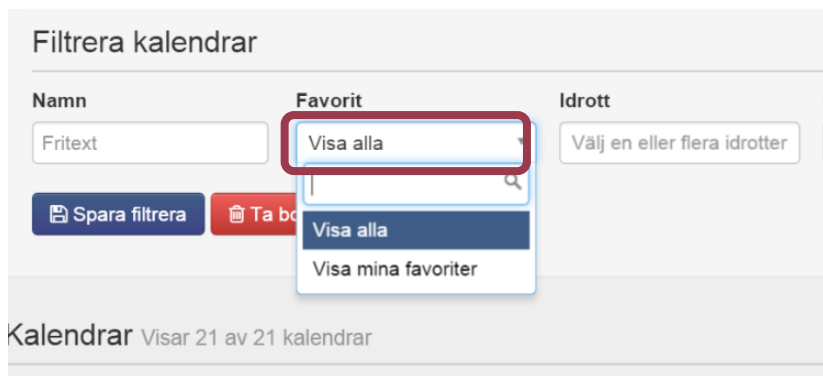 Filtrera kalendrar
Namn Favorit Idrott
Fritext Visa alla Välj en eller flera idrotter
Spara filtrera Ta
Visa alla
Visa mina favoriter
Kalendrar Visar 21 av 21 kalendrar